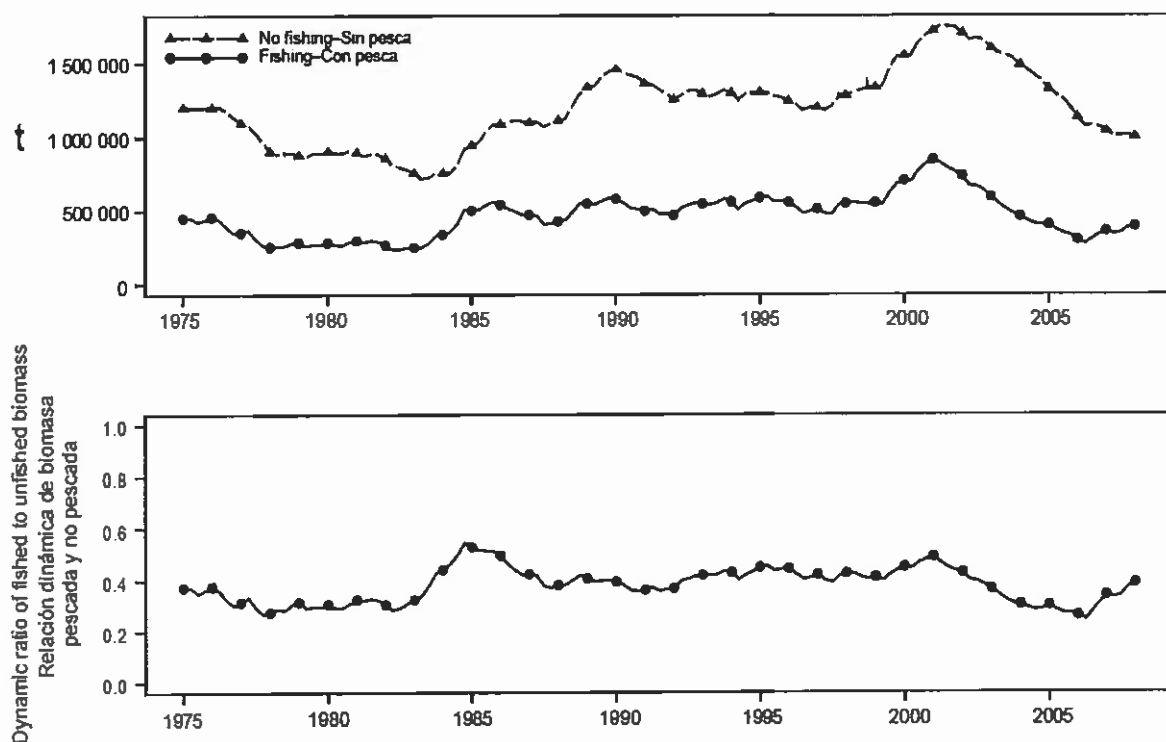 No fishing–Sin pesca
Fishing–Con pesca
t
1 500 000
1 000 000
500 000
0
1975 1980 1985 1990 1995 2000 2005
Dynamic ratio of fished to unfished biomass
Relación dinámica de biomasa
pescada y no pescada
1.0
0.8
0.6
0.4
0.2
0.0
1975 1980 1985 1990 1995 2000 2005